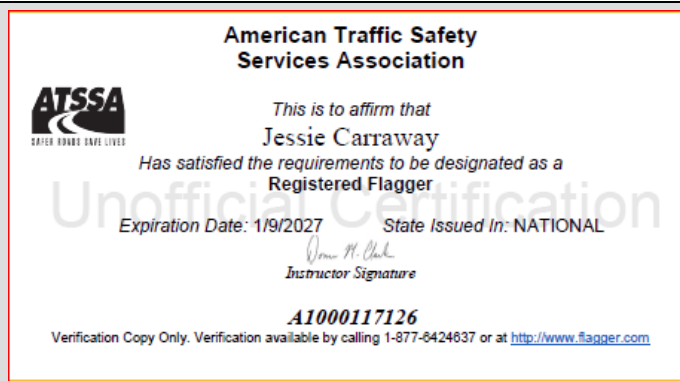 American Traffic Safety
Services Association
ATSSA
SAFER ROADS SAVE LIVES
This is to affirm that
Jessie Carraway
Has satisfied the requirements to be designated as a
Registered Flagger
Unofficial Certification
Expiration Date: 1/9/2027 State Issued In: NATIONAL
Instructor Signature
A1000117126
Verification Copy Only. Verification available by calling 1-877-6424637 or at http://www.flagger.com